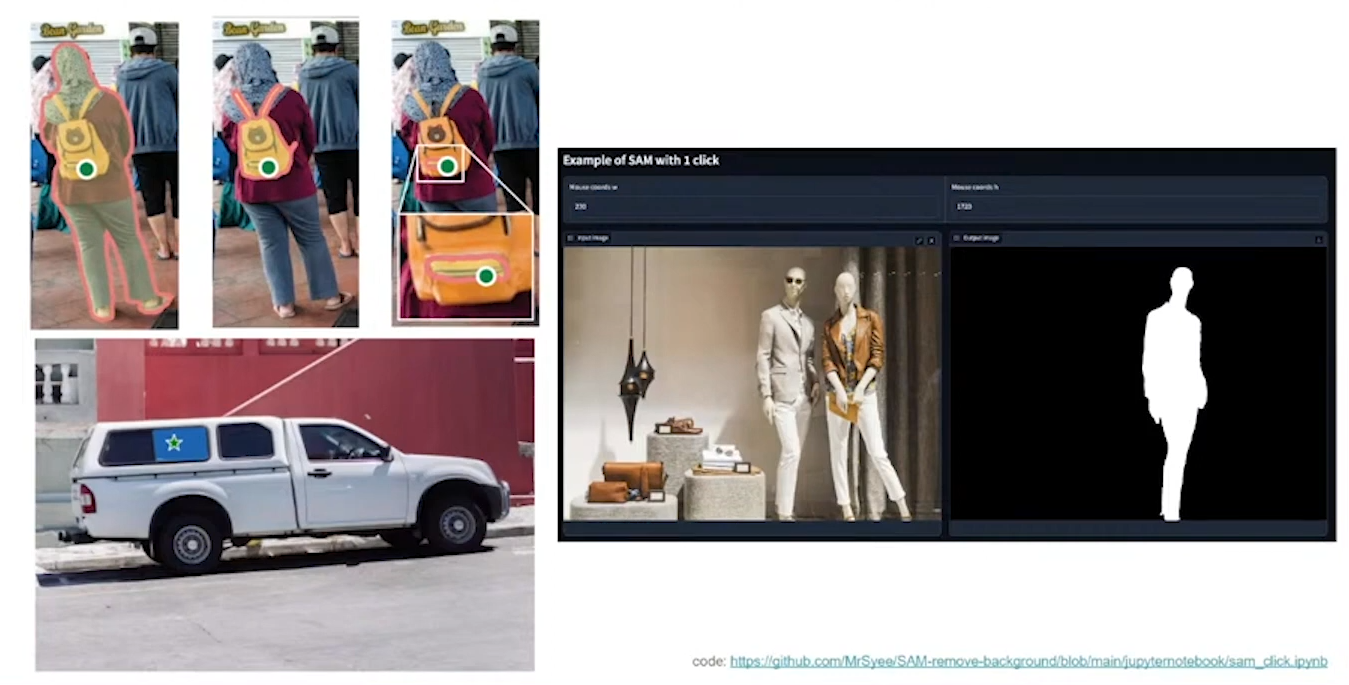 Bean Garden
Bean Garden
Bean Garden
Example of SAM with 1 click
Mouse coords w
Mouse coords h
1720
Input Image
Output Image
code: https://github.com/MrSyee/SAM-remove-background/blob/main/jupyternotebook/sam_click.ipynb